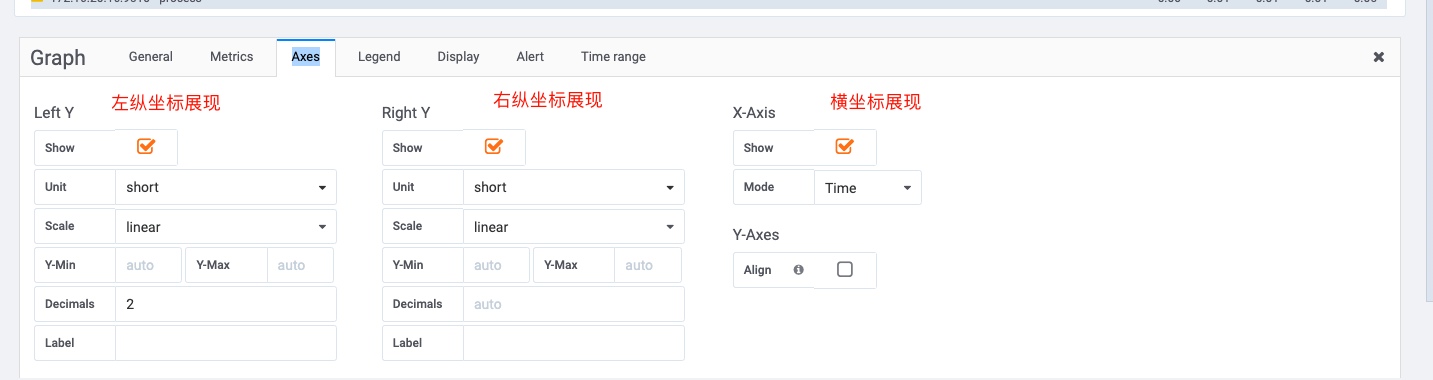 Graph General Metrics Axes Legend Display Alert Time range
Left Y 左纵坐标展现
Show
Unit short
Scale linear
Y-Min auto Y-Max auto
Decimals 2
Label
Right Y 右纵坐标展现
Show
Unit short
Scale linear
Y-Min auto Y-Max auto
Decimals auto
Label
X-Axis 横坐标展现
Show
Mode Time
Y-Axes
Align